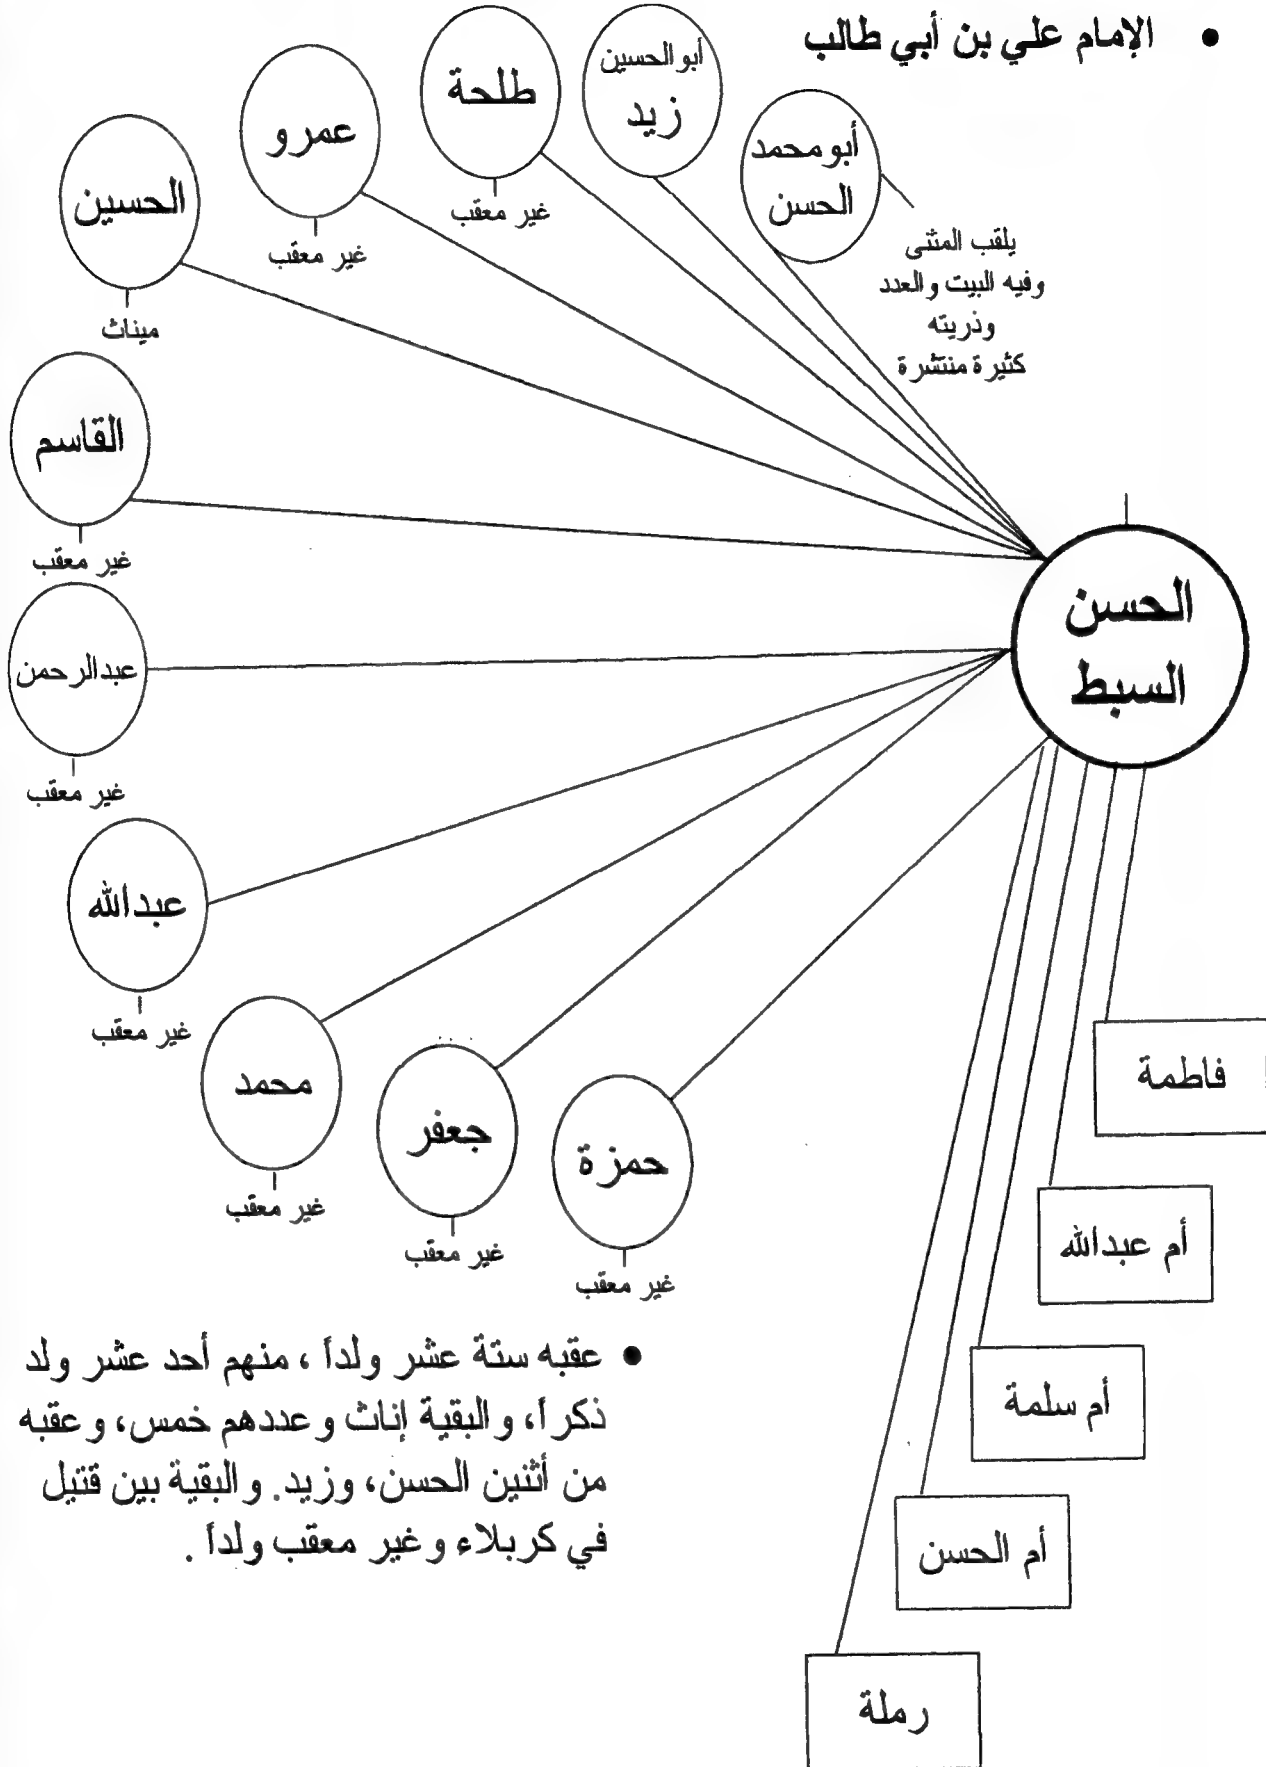 • الإمام علي بن أبي طالب
أبو محمد
الحسن
يلقب المثنى
وفيه البيت والعدد
وذريته
كثيرة منتشرة
أبو الحسين
زيد
طلحة
غير معقب
عمرو
غير معقب
الحسين
ميناث
القاسم
غير معقب
عبدالرحمن
غير معقب
عبدالله
غير معقب
محمد
غير معقب
جعفر
غير معقب
حمزة
غير معقب
الحسن
السبط
فاطمة
أم عبدالله
أم سلمة
أم الحسن
رملة
• عقبه ستة عشر ولداً ، منهم أحد عشر ولد
ذكراً، والبقية إناث وعددهم خمس، وعقبه
من أثنين الحسن، وزيد. والبقية بين قتيل
في كربلاء وغير معقب ولداً .